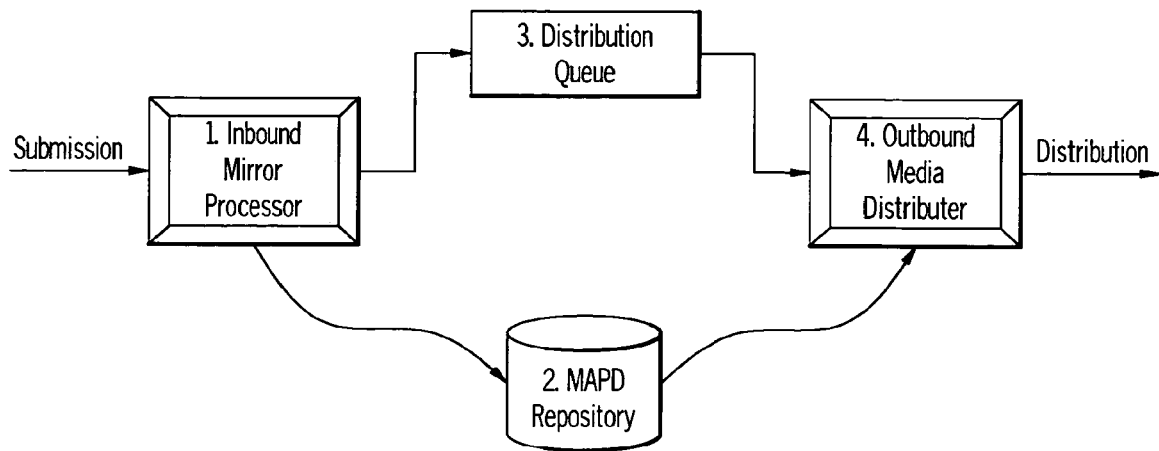 3. Distribution
Queue
Submission
1. Inbound
Mirror
Processor
4. Outbound
Media
Distributer
Distribution
2. MAPD
Repository